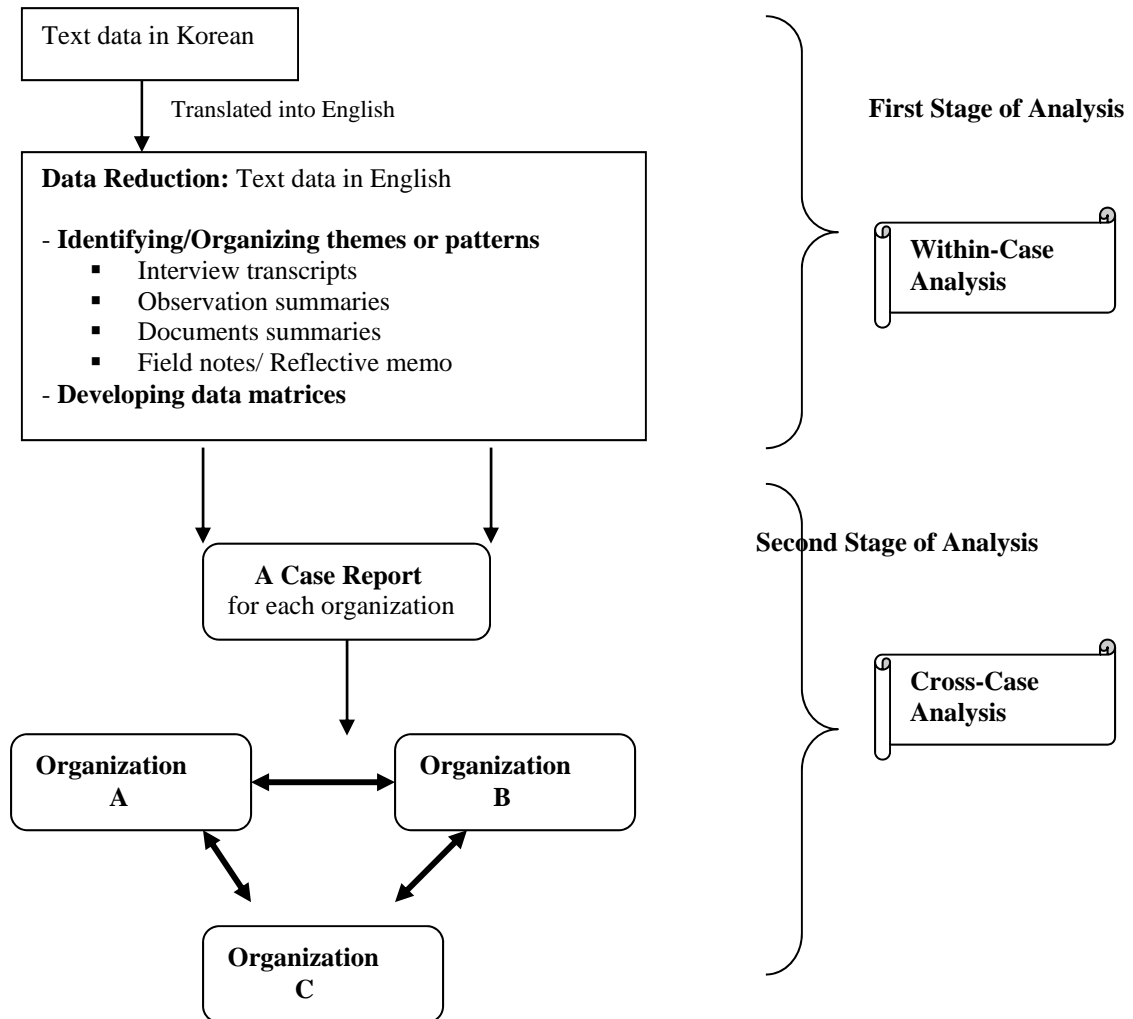 Text data in Korean
Translated into English
First Stage of Analysis
Data Reduction: Text data in English
- Identifying/Organizing themes or patterns
▪ Interview transcripts
▪ Observation summaries
▪ Documents summaries
▪ Field notes/ Reflective memo
- Developing data matrices
Within-Case
Analysis
Second Stage of Analysis
A Case Report
for each organization
Cross-Case
Analysis
Organization
A
Organization
B
Organization
C